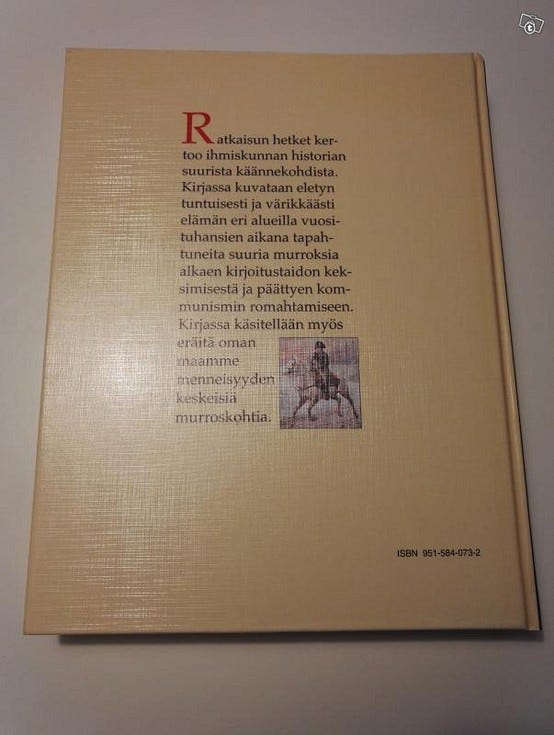 Ratkaisun hetket ker-
too ihmiskunnan historian
suurista käännekohdista.
Kirjassa kuvataan eletyn
tuntuisesti ja värikkäästi
elämän eri alueilla vuosi-
tuhansien aikana tapah-
tuneita suuria murroksia
alkaen kirjoitustaidon kek-
simisestä ja päättyen kom-
munismin romahtamiseen.
Kirjassa käsitellään myös
eräitä oman
maamme
menneisyyden
keskeisiä
murroskohtia.
ISBN 951-584-073-2